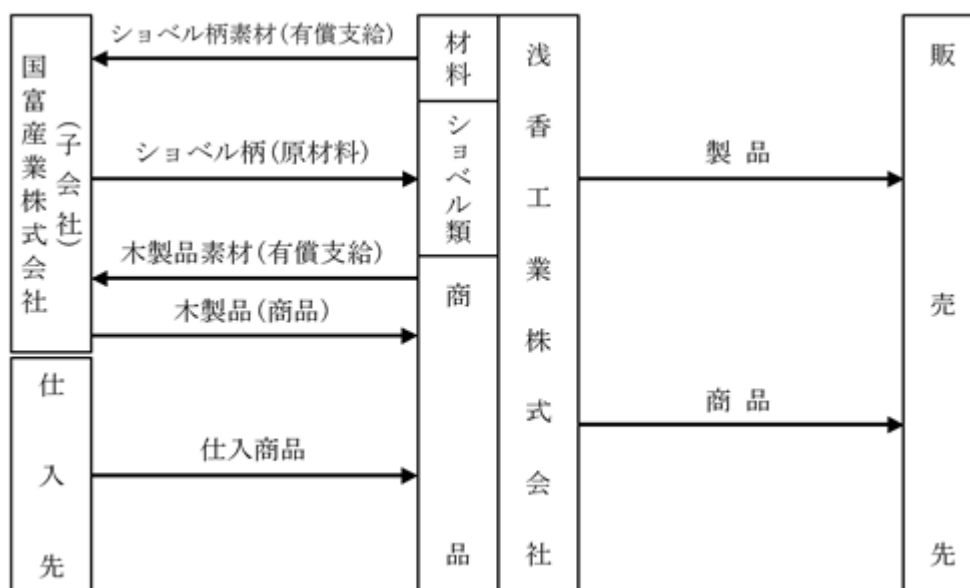 国富産業株式会社
(子会社)
仕入先
ショベル柄素材(有償支給)
ショベル柄(原材料)
木製品素材(有償支給)
木製品(商品)
仕入商品
材料
ショベル類
商品
浅香工業株式会社
製品
商品
販売先